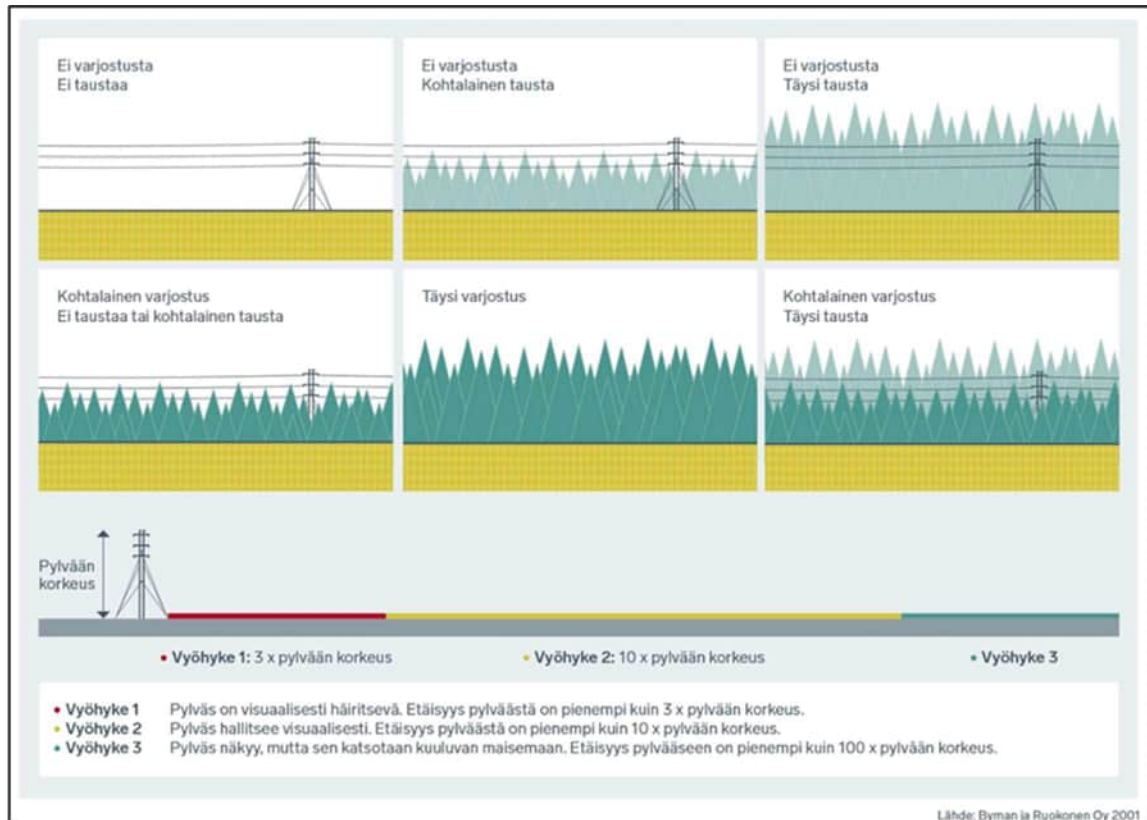 Ei varjostusta
Ei taustaa
Ei varjostusta
Kohtalainen tausta
Ei varjostusta
Täysi tausta
Kohtalainen varjostus
Ei taustaa tai kohtalainen tausta
Täysi varjostus
Kohtalainen varjostus
Täysi tausta
Pylvään
korkeus
• Vyöhyke 1: 3 x pylvään korkeus
• Vyöhyke 2: 10 x pylvään korkeus
• Vyöhyke 3
• Vyöhyke 1 Pylväs on visuaalisesti häiritsevä. Etäisyys pylväästä on pienempi kuin 3 x pylvään korkeus.
• Vyöhyke 2 Pylväs hallitsee visuaalisesti. Etäisyys pylväästä on pienempi kuin 10 x pylvään korkeus.
• Vyöhyke 3 Pylväs näkyy, mutta sen katsotaan kuuluvan maisemaan. Etäisyys pylvääseen on pienempi kuin 100 x pylvään korkeus.
Lähde: Byman ja Ruokonen Oy 2001